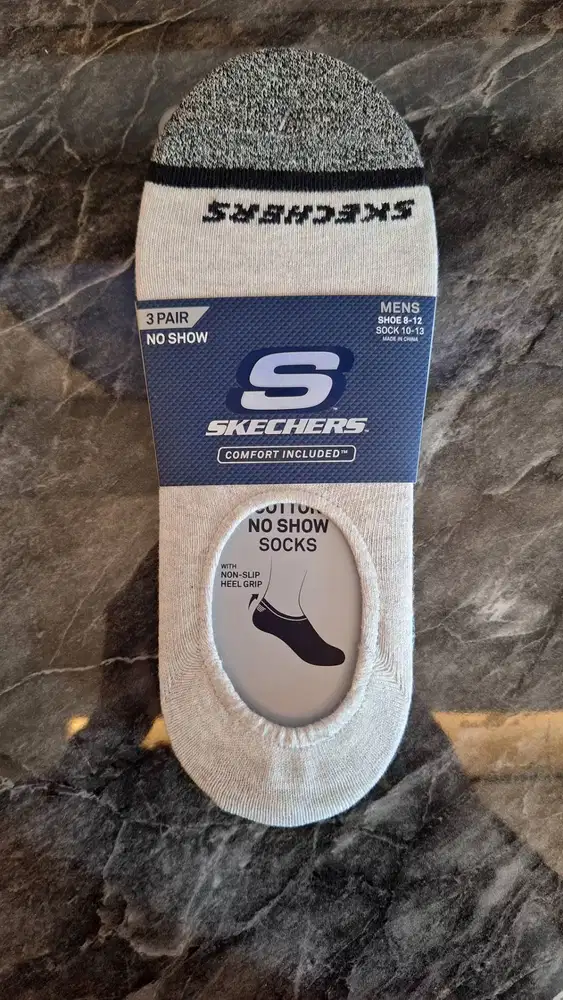 SKECHERS
3 PAIR
NO SHOW
MENS
SHOE 8-12
SOCK 10-13
MADE IN CHINA
S
SKECHERS
COMFORT INCLUDED™
COTTON
NO SHOW
SOCKS
WITH
NON-SLIP
HEEL GRIP